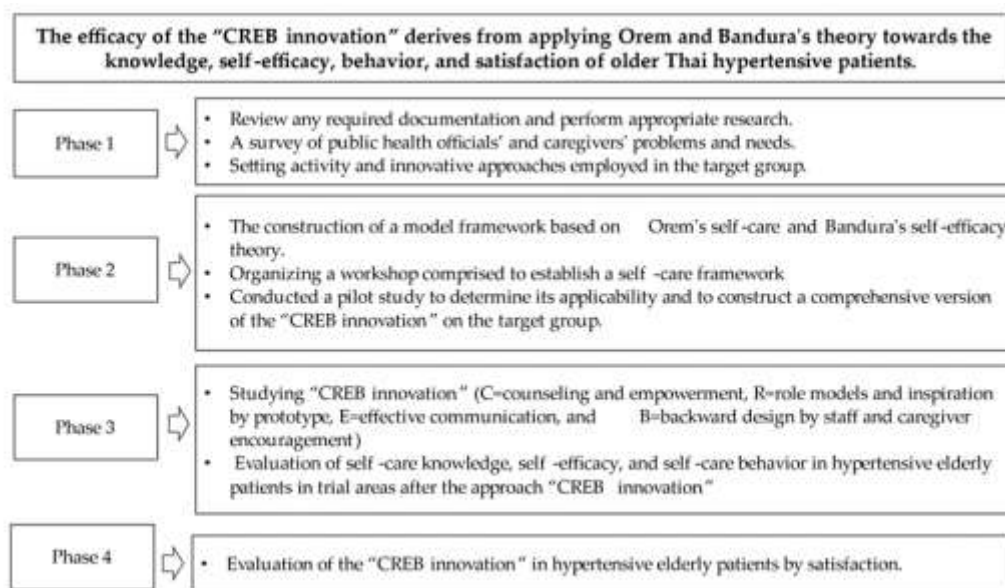 The efficacy of the “CREB innovation” derives from applying Orem and Bandura's theory towards the
knowledge, self-efficacy, behavior, and satisfaction of older Thai hypertensive patients.
Phase 1
• Review any required documentation and perform appropriate research.
• A survey of public health officials' and caregivers' problems and needs.
• Setting activity and innovative approaches employed in the target group.
Phase 2
• The construction of a model framework based on Orem's self-care and Bandura's self-efficacy
theory.
• Organizing a workshop comprised to establish a self-care framework
• Conducted a pilot study to determine its applicability and to construct a comprehensive version
of the “CREB innovation” on the target group.
Phase 3
• Studying “CREB innovation” (C=counseling and empowerment, R=role models and inspiration
by prototype, E=effective communication, and B=backward design by staff and caregiver
encouragement)
• Evaluation of self-care knowledge, self-efficacy, and self-care behavior in hypertensive elderly
patients in trial areas after the approach “CREB innovation”
Phase 4
• Evaluation of the “CREB innovation” in hypertensive elderly patients by satisfaction.